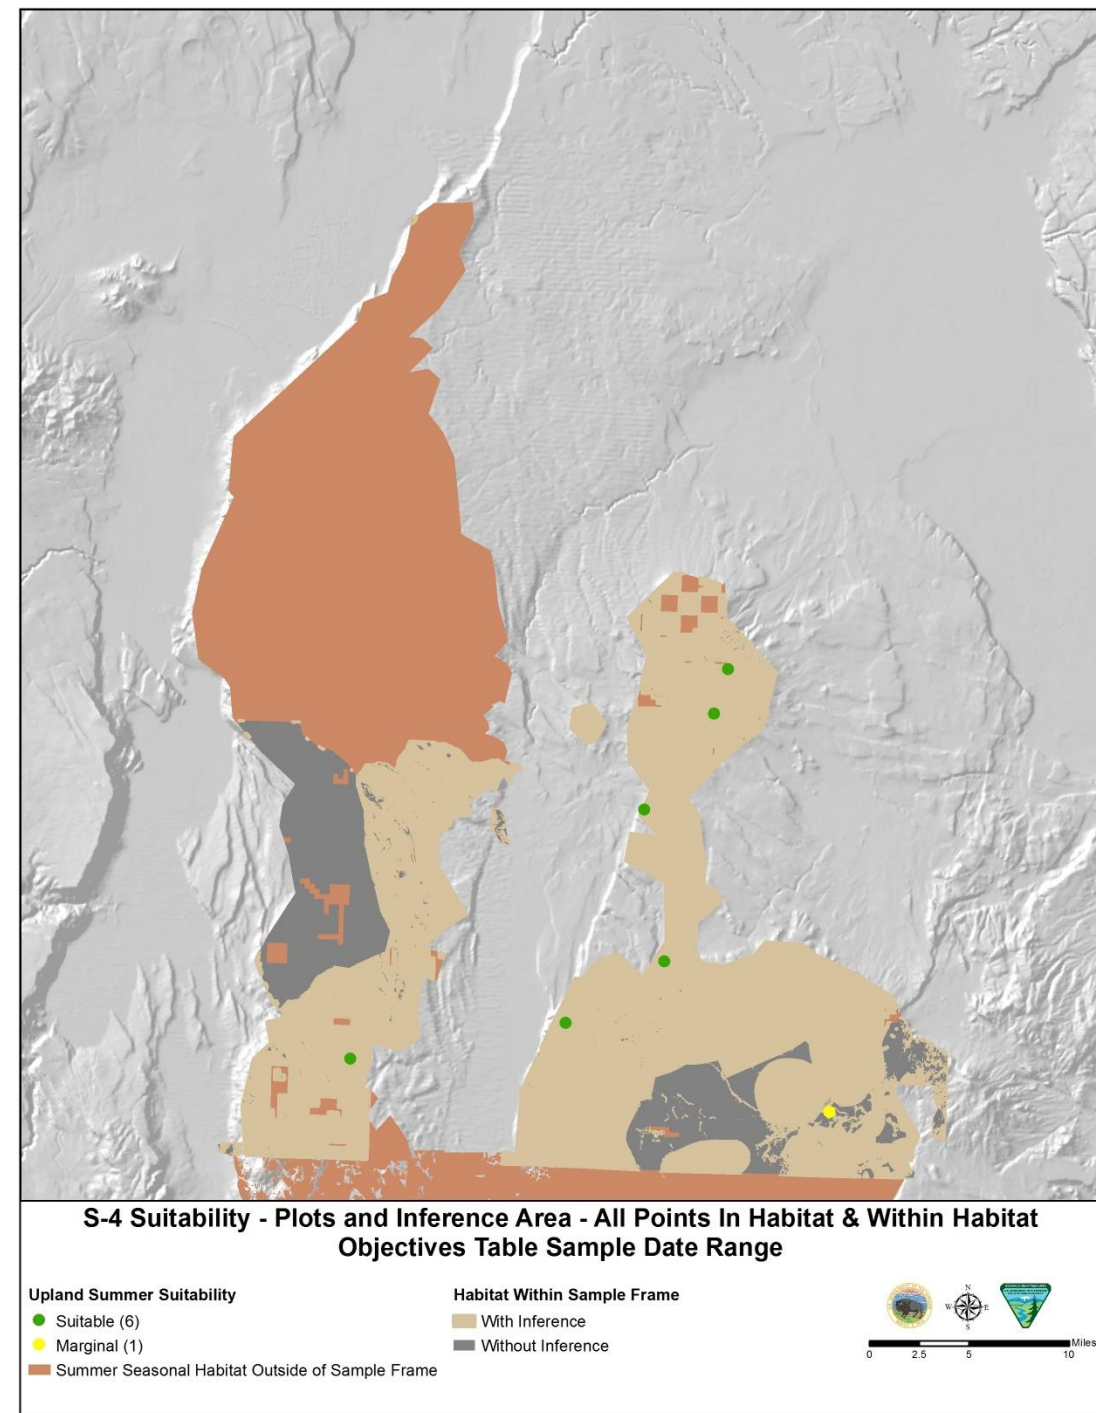 S-4 Suitability - Plots and Inference Area - All Points In Habitat & Within Habitat
Objectives Table Sample Date Range
Upland Summer Suitability
Suitable (6)
Marginal (1)
Summer Seasonal Habitat Outside of Sample Frame
Habitat Within Sample Frame
With Inference
Without Inference
N
W E
S
Miles
0 2.5 5 10